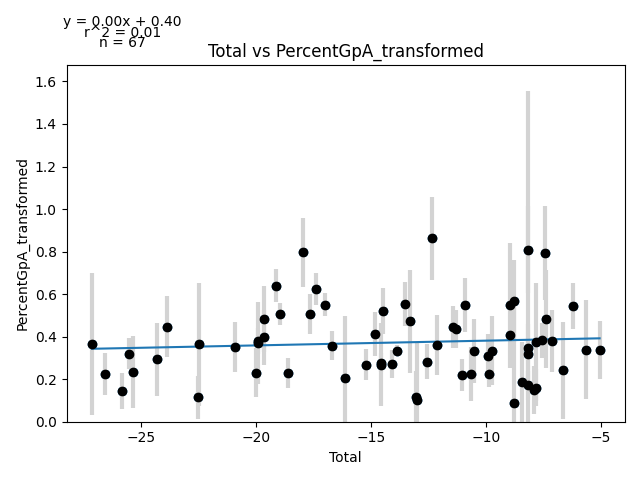 y = 0.00x + 0.40
r^2 = 0.01
n = 67
Total vs PercentGpA_transformed
PercentGpA_transformed
1.6
1.4
1.2
1.0
0.8
0.6
0.4
0.2
0.0
−25
−20
−15
−10
−5
Total